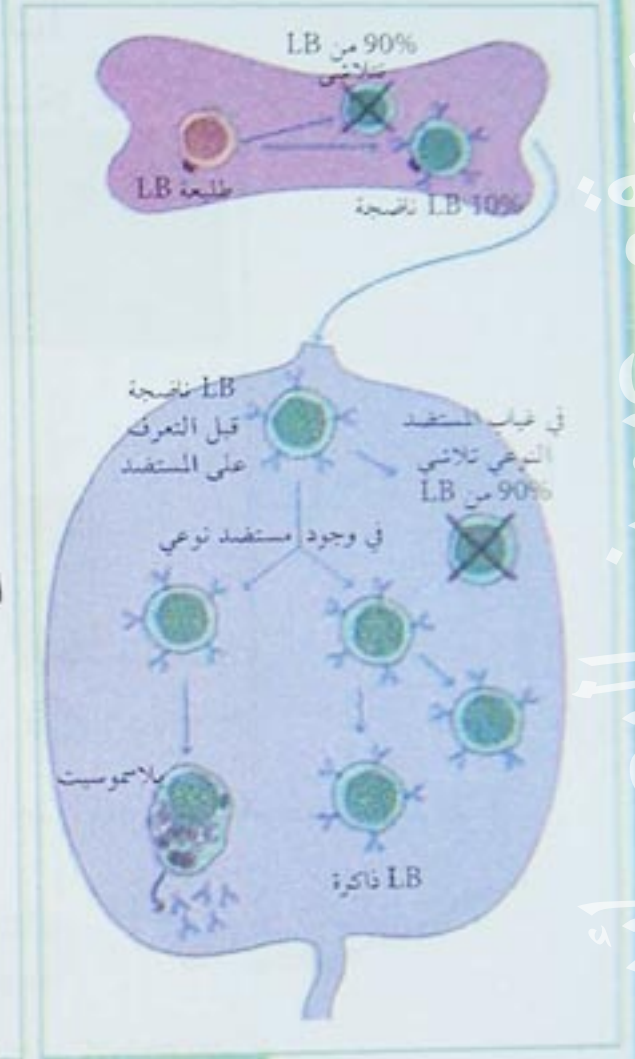 90% من LB
تتلاشى
طليعة LB
10% LB ناضجة
LB ناضجة
قبل التعرف
على المستضد
في غياب المستضد
النوعي تلاشي
90% من LB
في وجود مستضد نوعي
بلاسموسيت
LB ذاكرة